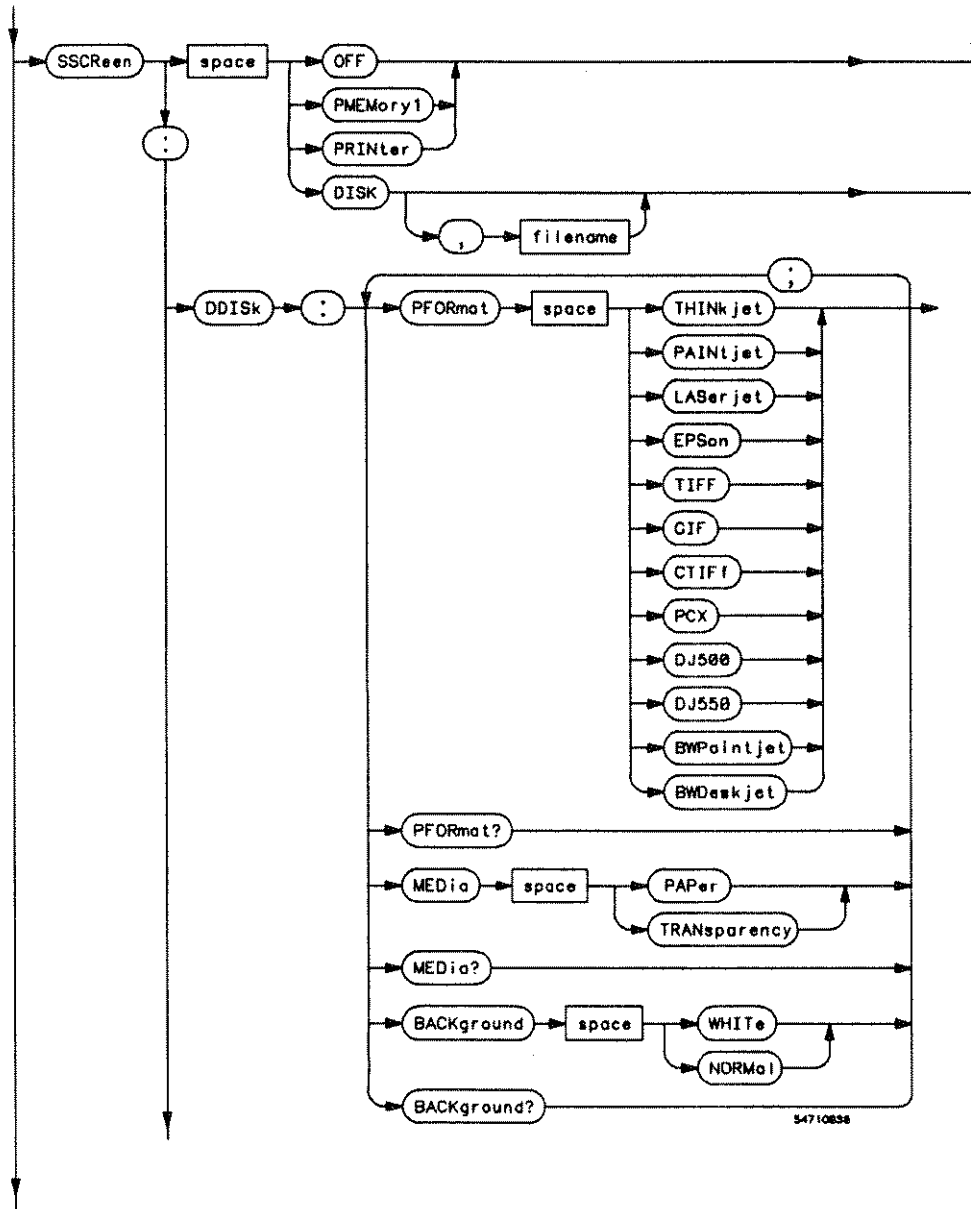 SSCReen space OFF
PMEMory1
:
PRINter
DISK
, filename
;
DDISk : PFORmat space THINkjet
PAINtjet
LASerjet
EPSon
TIFF
GIF
CTIFf
PCX
DJ500
DJ550
BWPaintjet
BWDeskjet
PFORmat?
MEDia space PAPer
TRANsparency
MEDia?
BACKground space WHITe
NORMal
BACKground?
54710B38